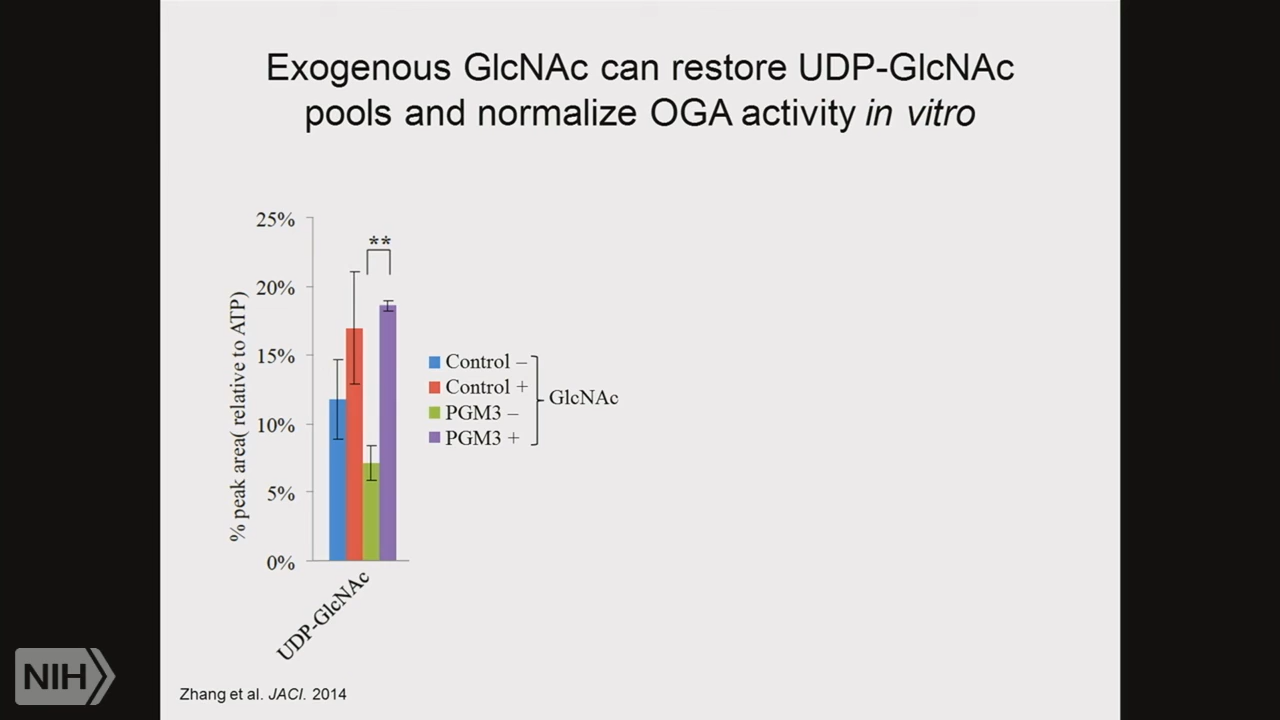 Exogenous GlcNAc can restore UDP-GlcNAc
pools and normalize OGA activity in vitro
% peak area( relative to ATP)
25%
20%
15%
10%
5%
0%
**
UDP-GlcNAc
Control –
Control +
PGM3 –
PGM3 +
GlcNAc
NIH
Zhang et al. JACI. 2014